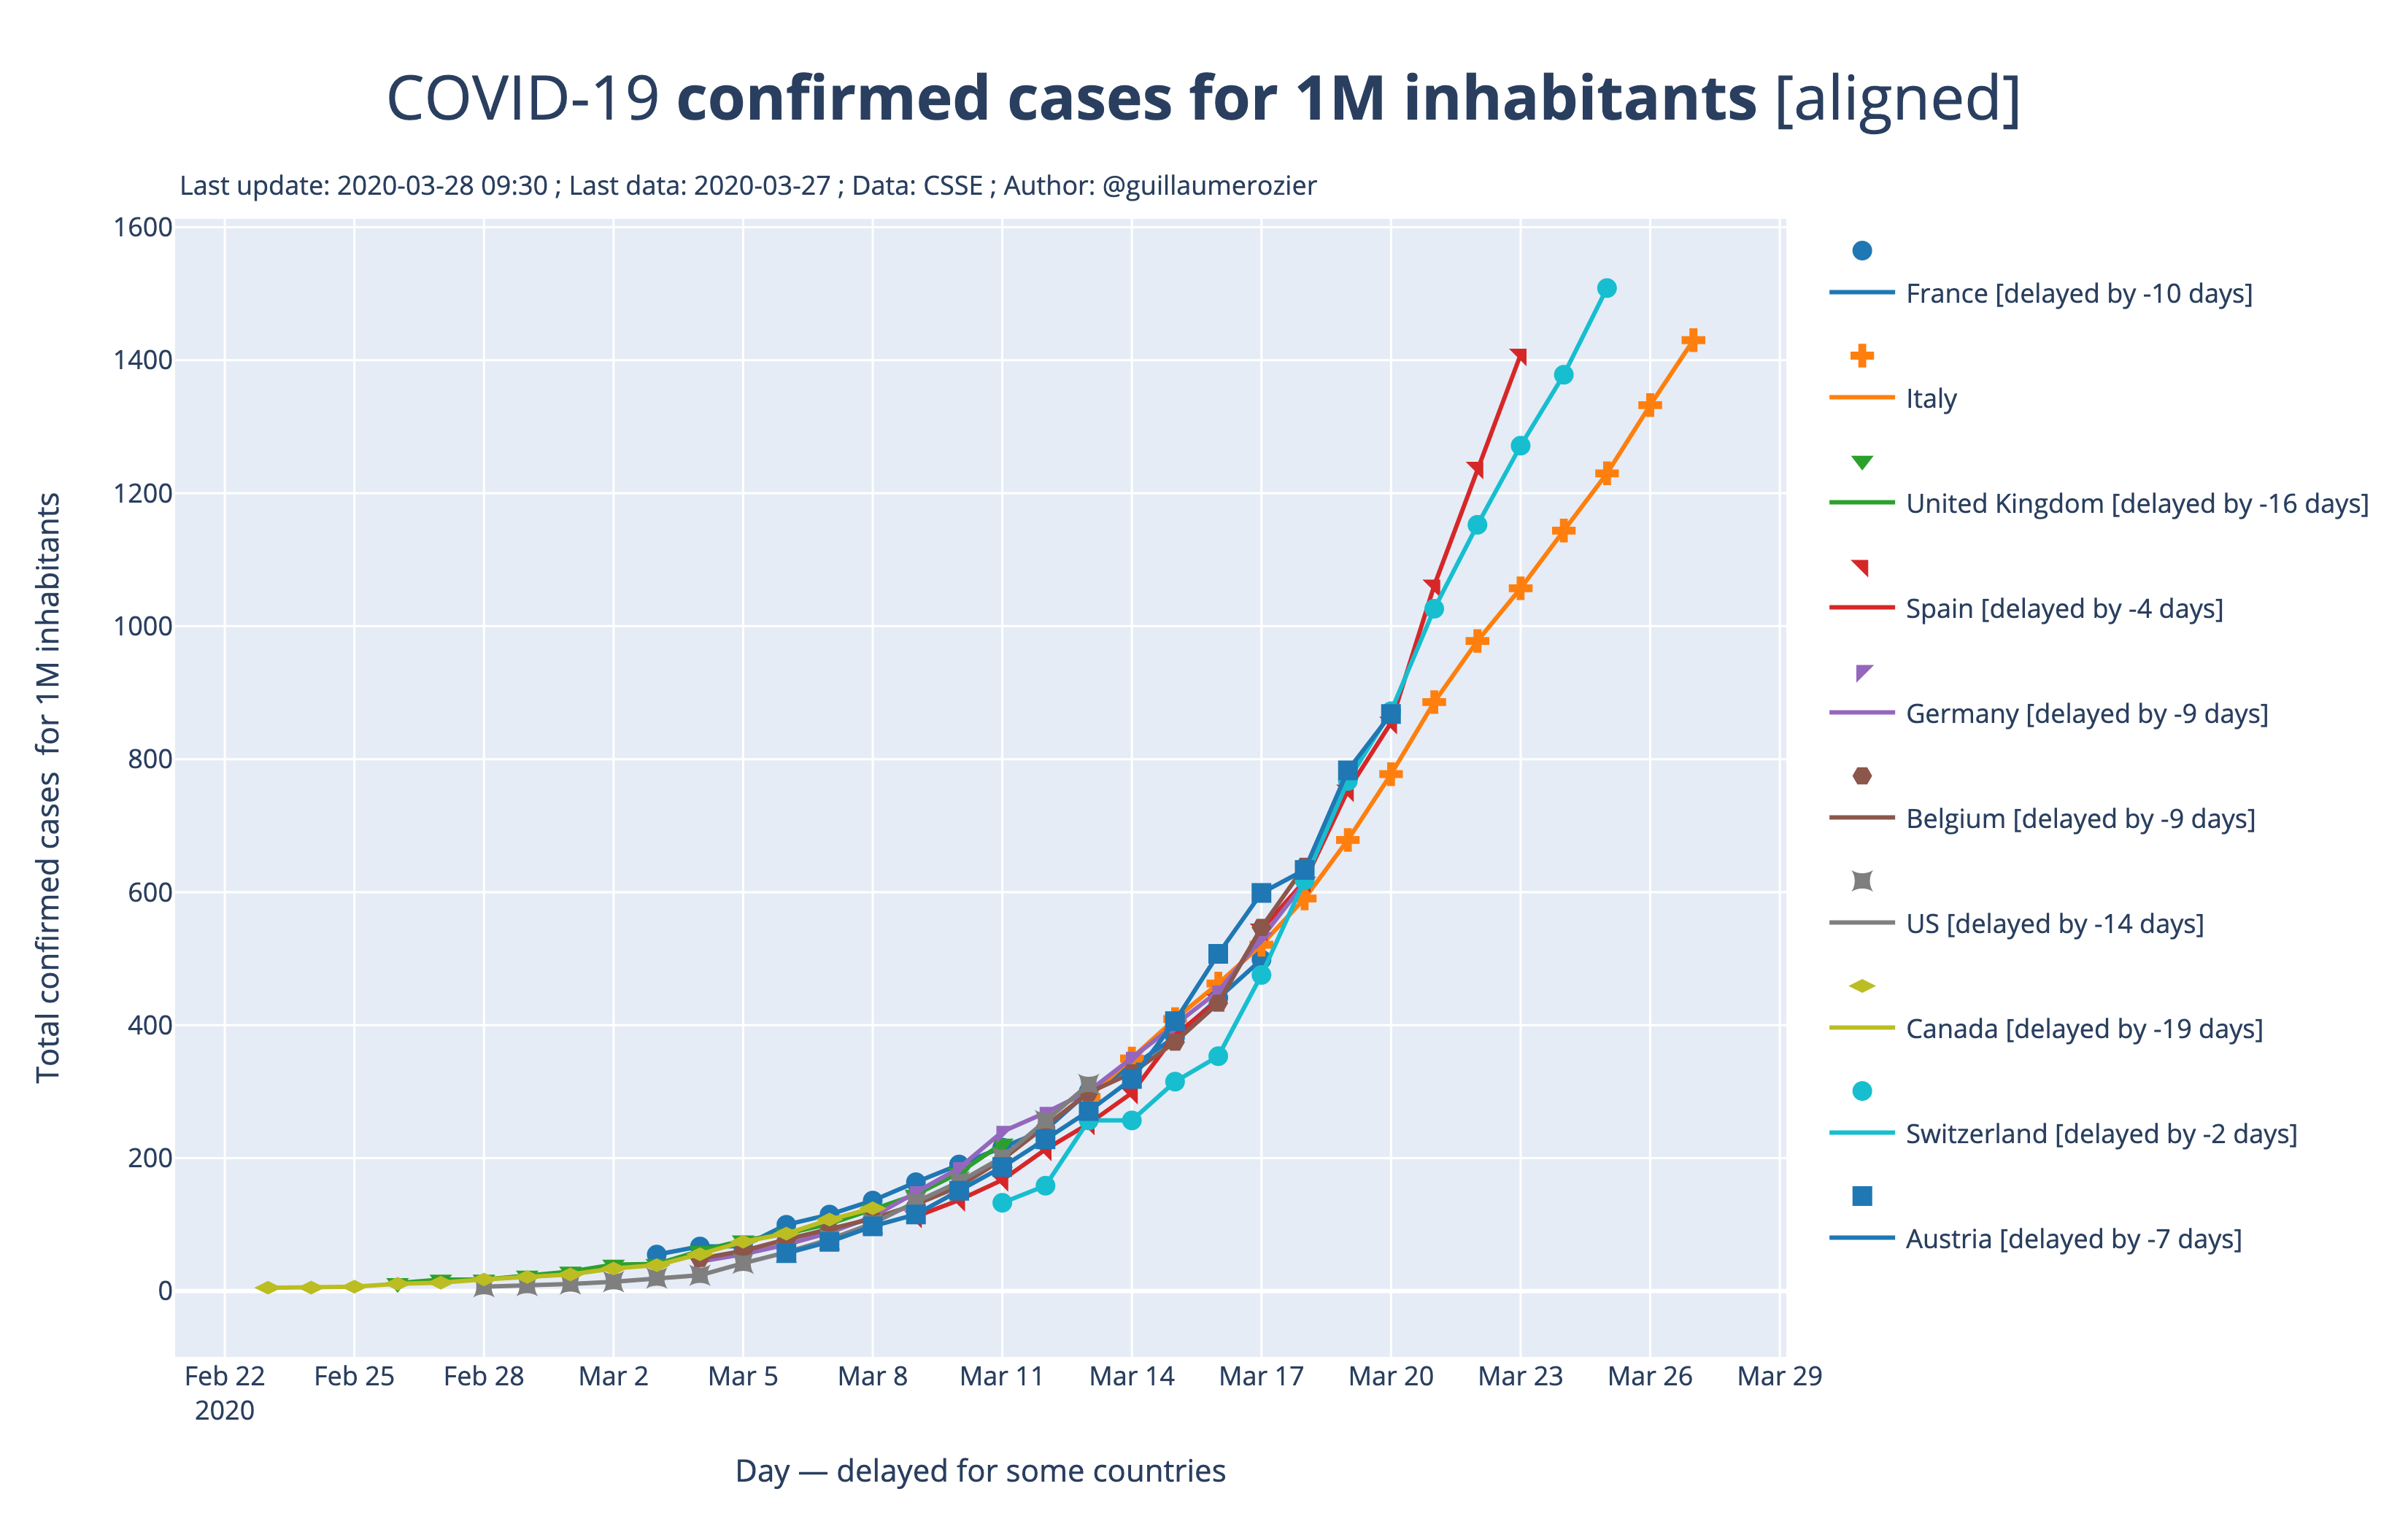 COVID-19 confirmed cases for 1M inhabitants [aligned]
Last update: 2020-03-28 09:30 ; Last data: 2020-03-27 ; Data: CSSE ; Author: @guillaumerozier
Total confirmed cases for 1M inhabitants
1600
1400
1200
1000
800
600
400
200
0
Feb 22 Feb 25 Feb 28 Mar 2 Mar 5 Mar 8 Mar 11 Mar 14 Mar 17 Mar 20 Mar 23 Mar 26 Mar 29
2020
Day — delayed for some countries
France [delayed by -10 days]
Italy
United Kingdom [delayed by -16 days]
Spain [delayed by -4 days]
Germany [delayed by -9 days]
Belgium [delayed by -9 days]
US [delayed by -14 days]
Canada [delayed by -19 days]
Switzerland [delayed by -2 days]
Austria [delayed by -7 days]